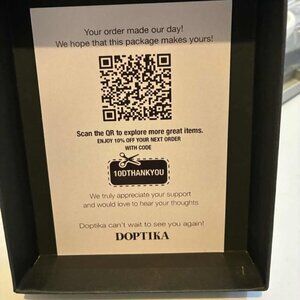 Your order made our day!
We hope that this package makes yours!
Scan the QR to explore more great items.
ENJOY 10% OFF YOUR NEXT ORDER
WITH CODE
10DTHANKYOU
We truly appreciate your support
and would love to hear your thoughts
Doptika can't wait to see you again!
DOPTIKA